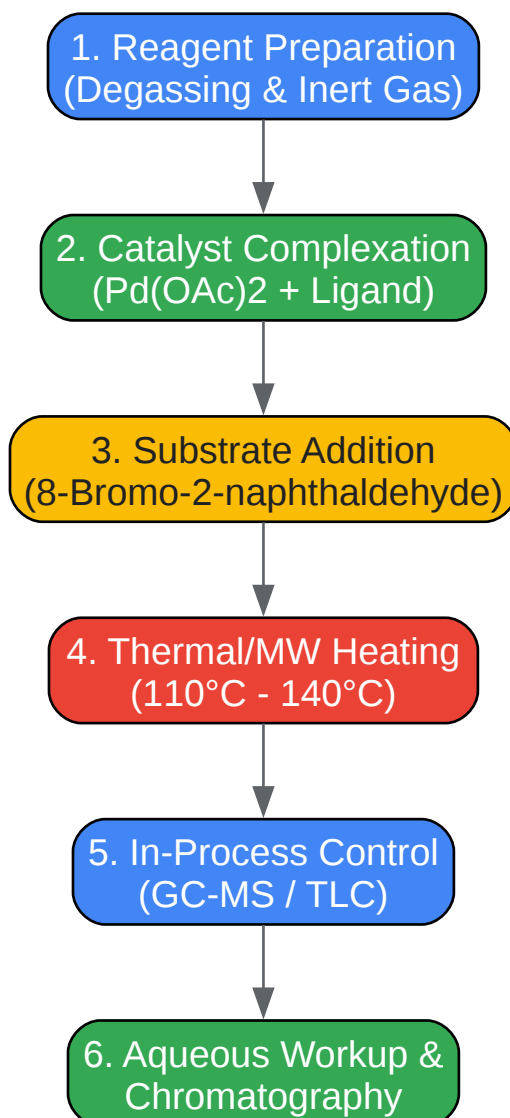 1. Reagent Preparation
(Degassing & Inert Gas)
2. Catalyst Complexation
(Pd(OAc)2 + Ligand)
3. Substrate Addition
(8-Bromo-2-naphthaldehyde)
4. Thermal/MW Heating
(110°C - 140°C)
5. In-Process Control
(GC-MS / TLC)
6. Aqueous Workup &
Chromatography